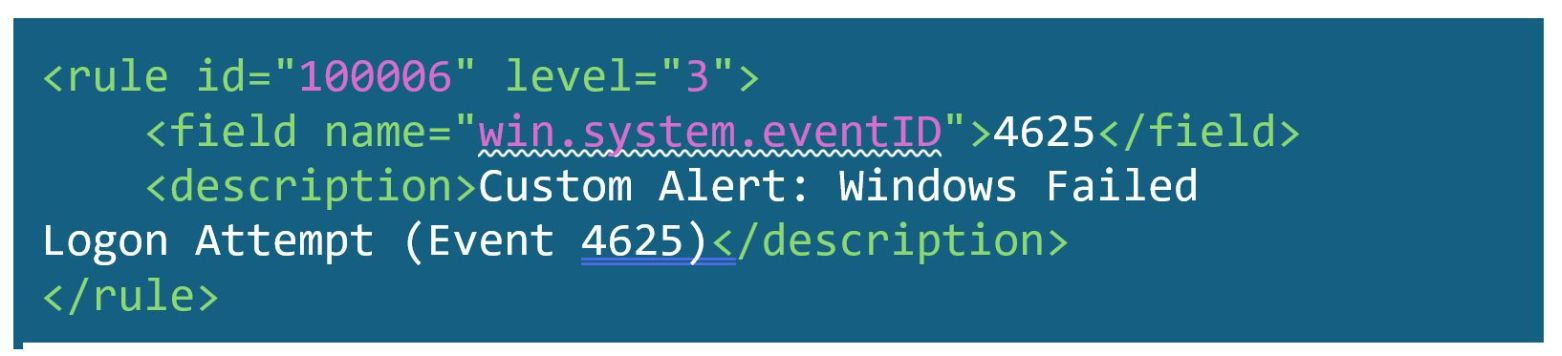 <rule id="100006" level="3">
    <field name="win.system.eventID">4625</field>
    <description>Custom Alert: Windows Failed
Logon Attempt (Event 4625)</description>
</rule>